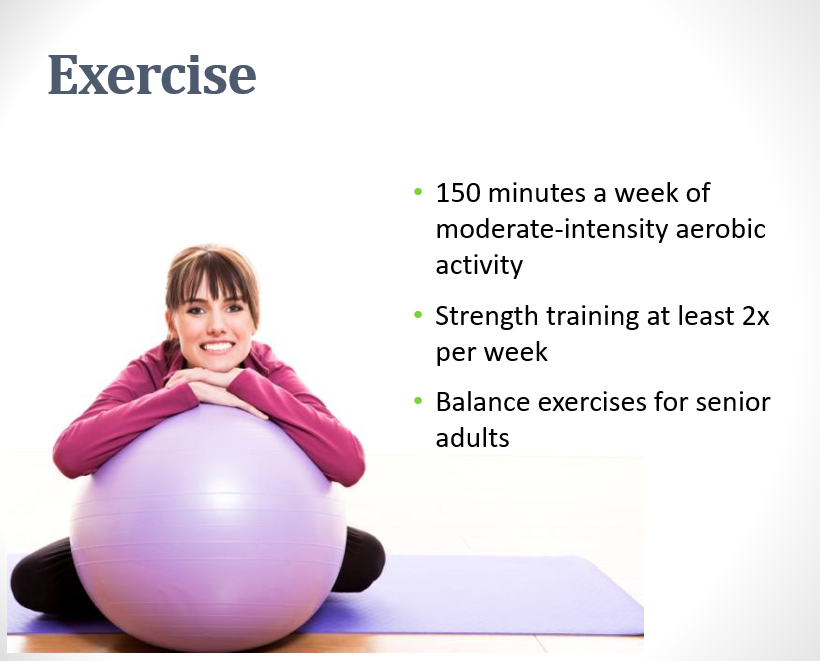 Exercise
• 150 minutes a week of
moderate-intensity aerobic
activity
• Strength training at least 2x
per week
• Balance exercises for senior
adults